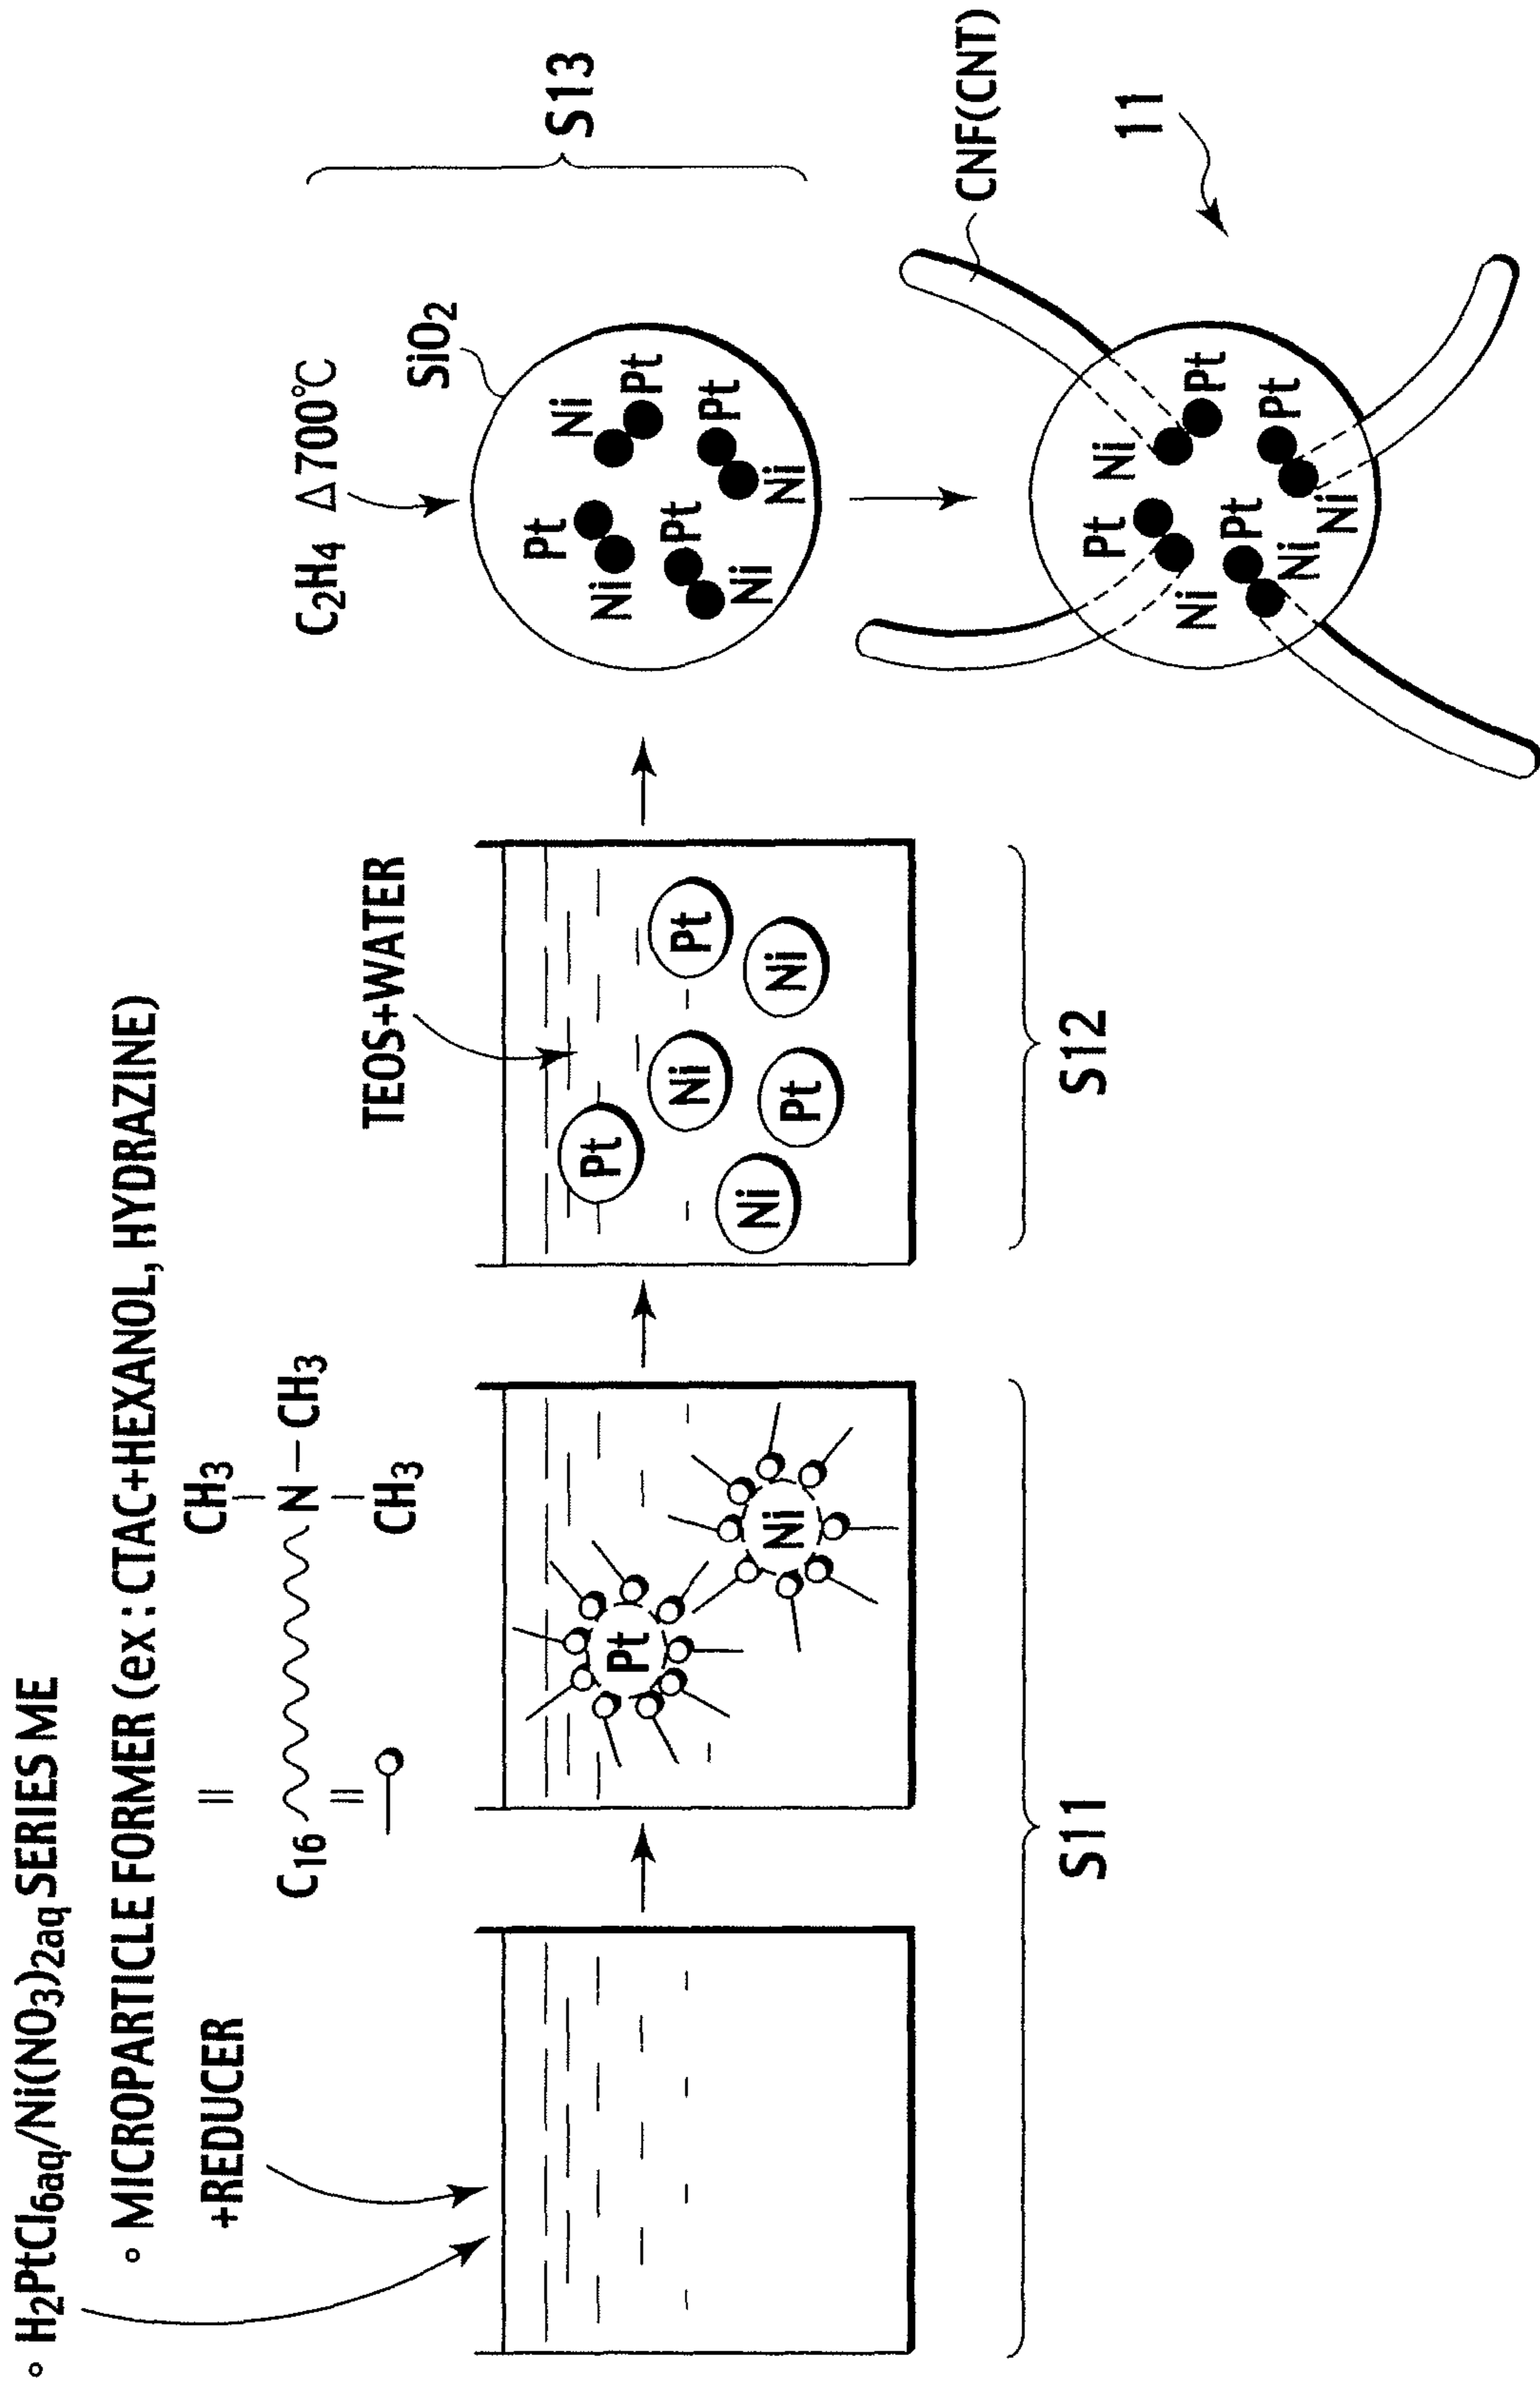 ° H2PtCl6aq/Ni(NO3)2aq SERIES ME
° MICROPARTICLE FORMER (ex : CTAC+HEXANOL, HYDRAZINE)
+REDUCER
CH3
C16 N CH3
CH3
TEOS+WATER
C2H4 Δ 700°C
SiO2
Pt
Ni
Pt
Ni
Pt
Ni
Pt
Ni
Pt
Ni
Pt
Ni
Pt
Ni
Pt
Ni
S13
CNF(CNT)
11
Pt
Ni
Ni
Pt
Pt
Ni
Pt
Ni
S11
S12